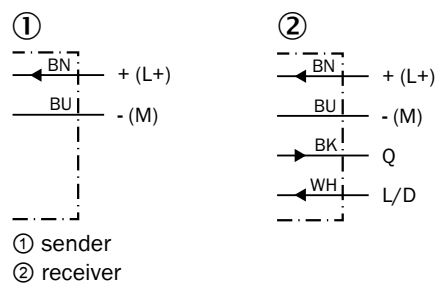 ① ②
BN + (L+) BN + (L+)
BU - (M) BU - (M)
BK Q
WH L/D
① sender
② receiver